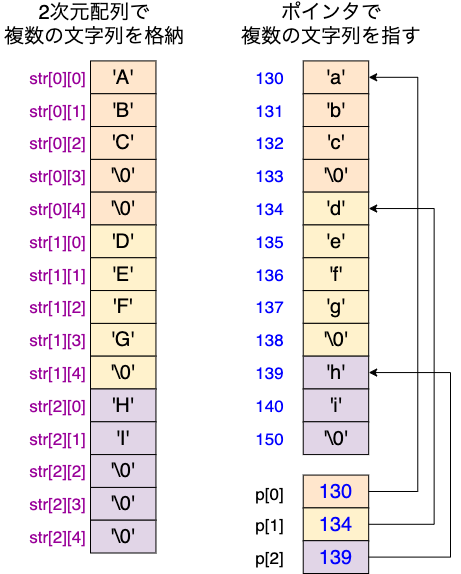 2次元配列で
複数の文字列を格納
str[0][0] 'A'
str[0][1] 'B'
str[0][2] 'C'
str[0][3] '\0'
str[0][4] '\0'
str[1][0] 'D'
str[1][1] 'E'
str[1][2] 'F'
str[1][3] 'G'
str[1][4] '\0'
str[2][0] 'H'
str[2][1] 'I'
str[2][2] '\0'
str[2][3] '\0'
str[2][4] '\0'
ポインタで
複数の文字列を指す
130 'a'
131 'b'
132 'c'
133 '\0'
134 'd'
135 'e'
136 'f'
137 'g'
138 '\0'
139 'h'
140 'i'
150 '\0'
p[0] 130
p[1] 134
p[2] 139